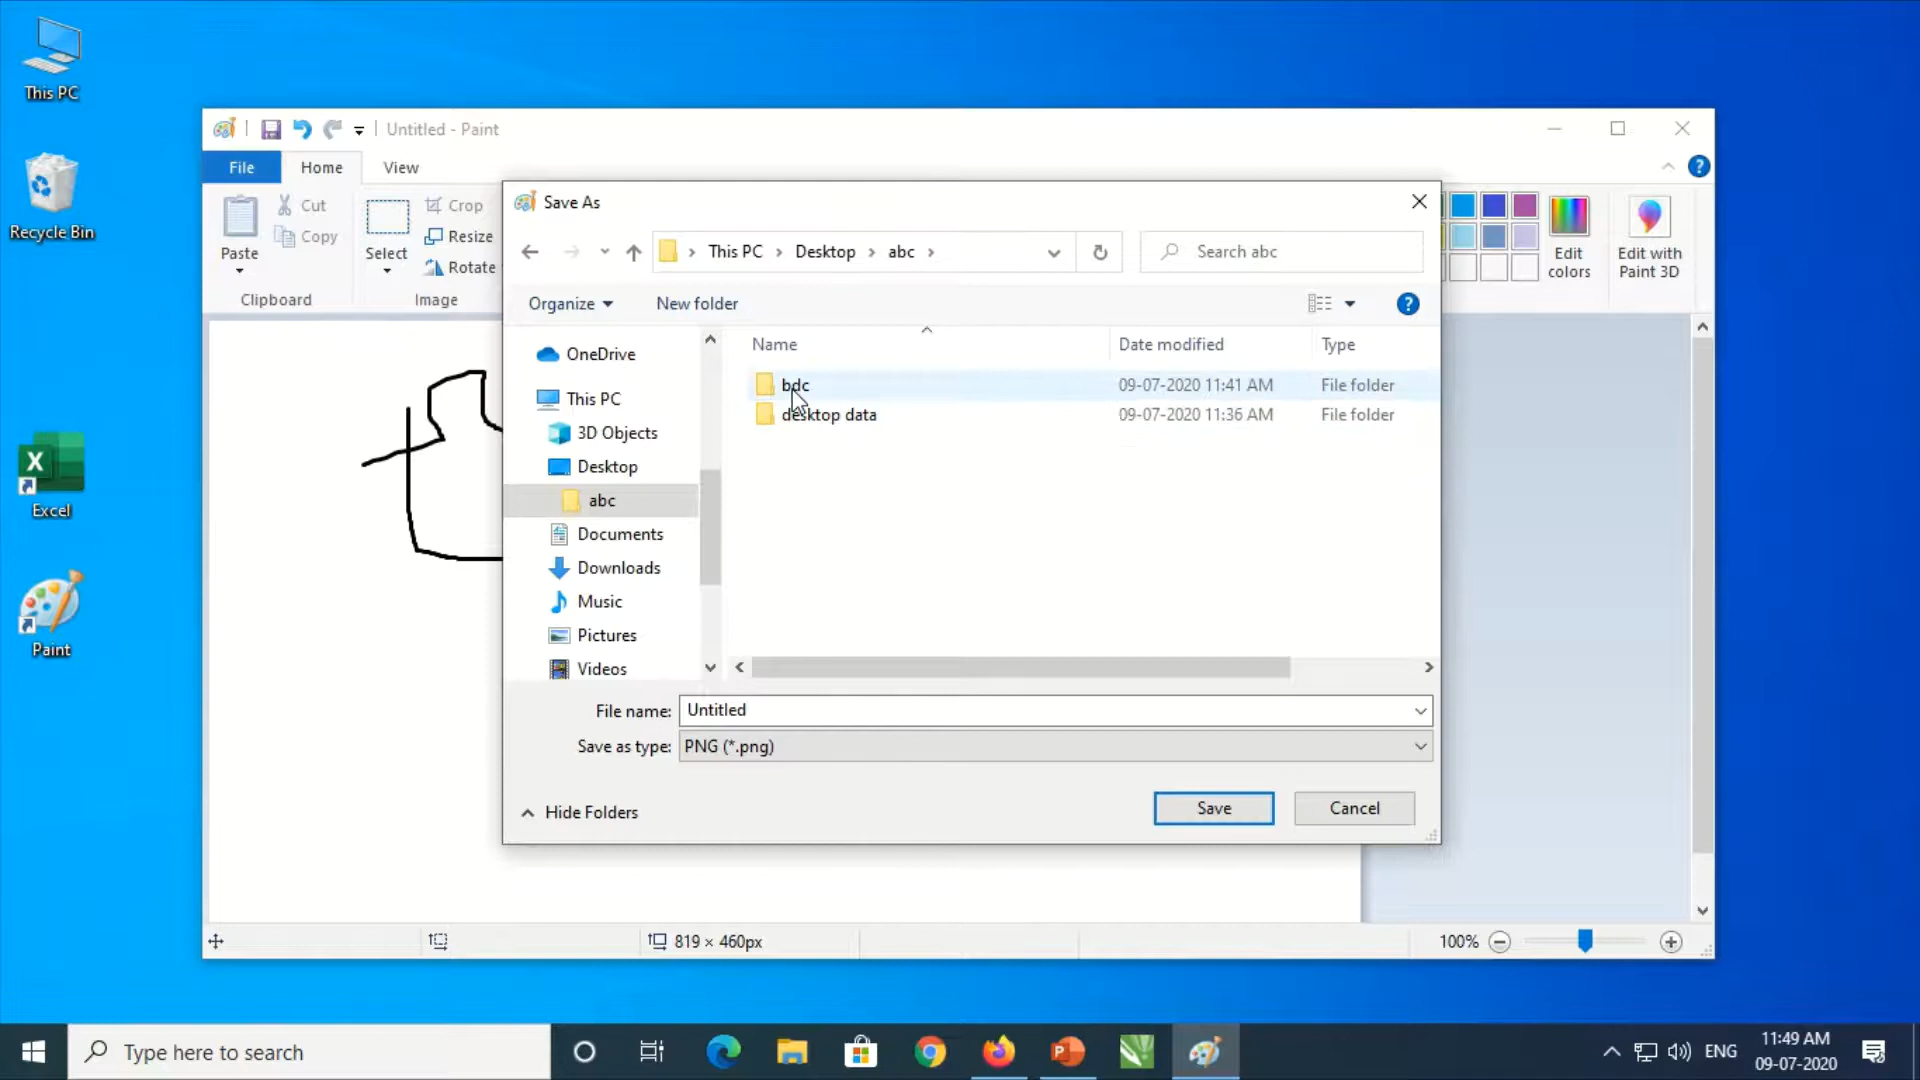 This PC
Recycle Bin
Excel
Paint
Untitled - Paint
File Home View
Paste
Cut
Copy
Clipboard
Select
Crop
Resize
Rotate
Image
Edit colors
Edit with Paint 3D
Save As
This PC Desktop abc
Search abc
Organize New folder
OneDrive
This PC
3D Objects
Desktop
abc
Documents
Downloads
Music
Pictures
Videos
Name Date modified Type
bdc 09-07-2020 11:41 AM File folder
desktop data 09-07-2020 11:36 AM File folder
File name: Untitled
Save as type: PNG (*.png)
Hide Folders Save Cancel
819 × 460px 100%
Type here to search
ENG
11:49 AM
09-07-2020